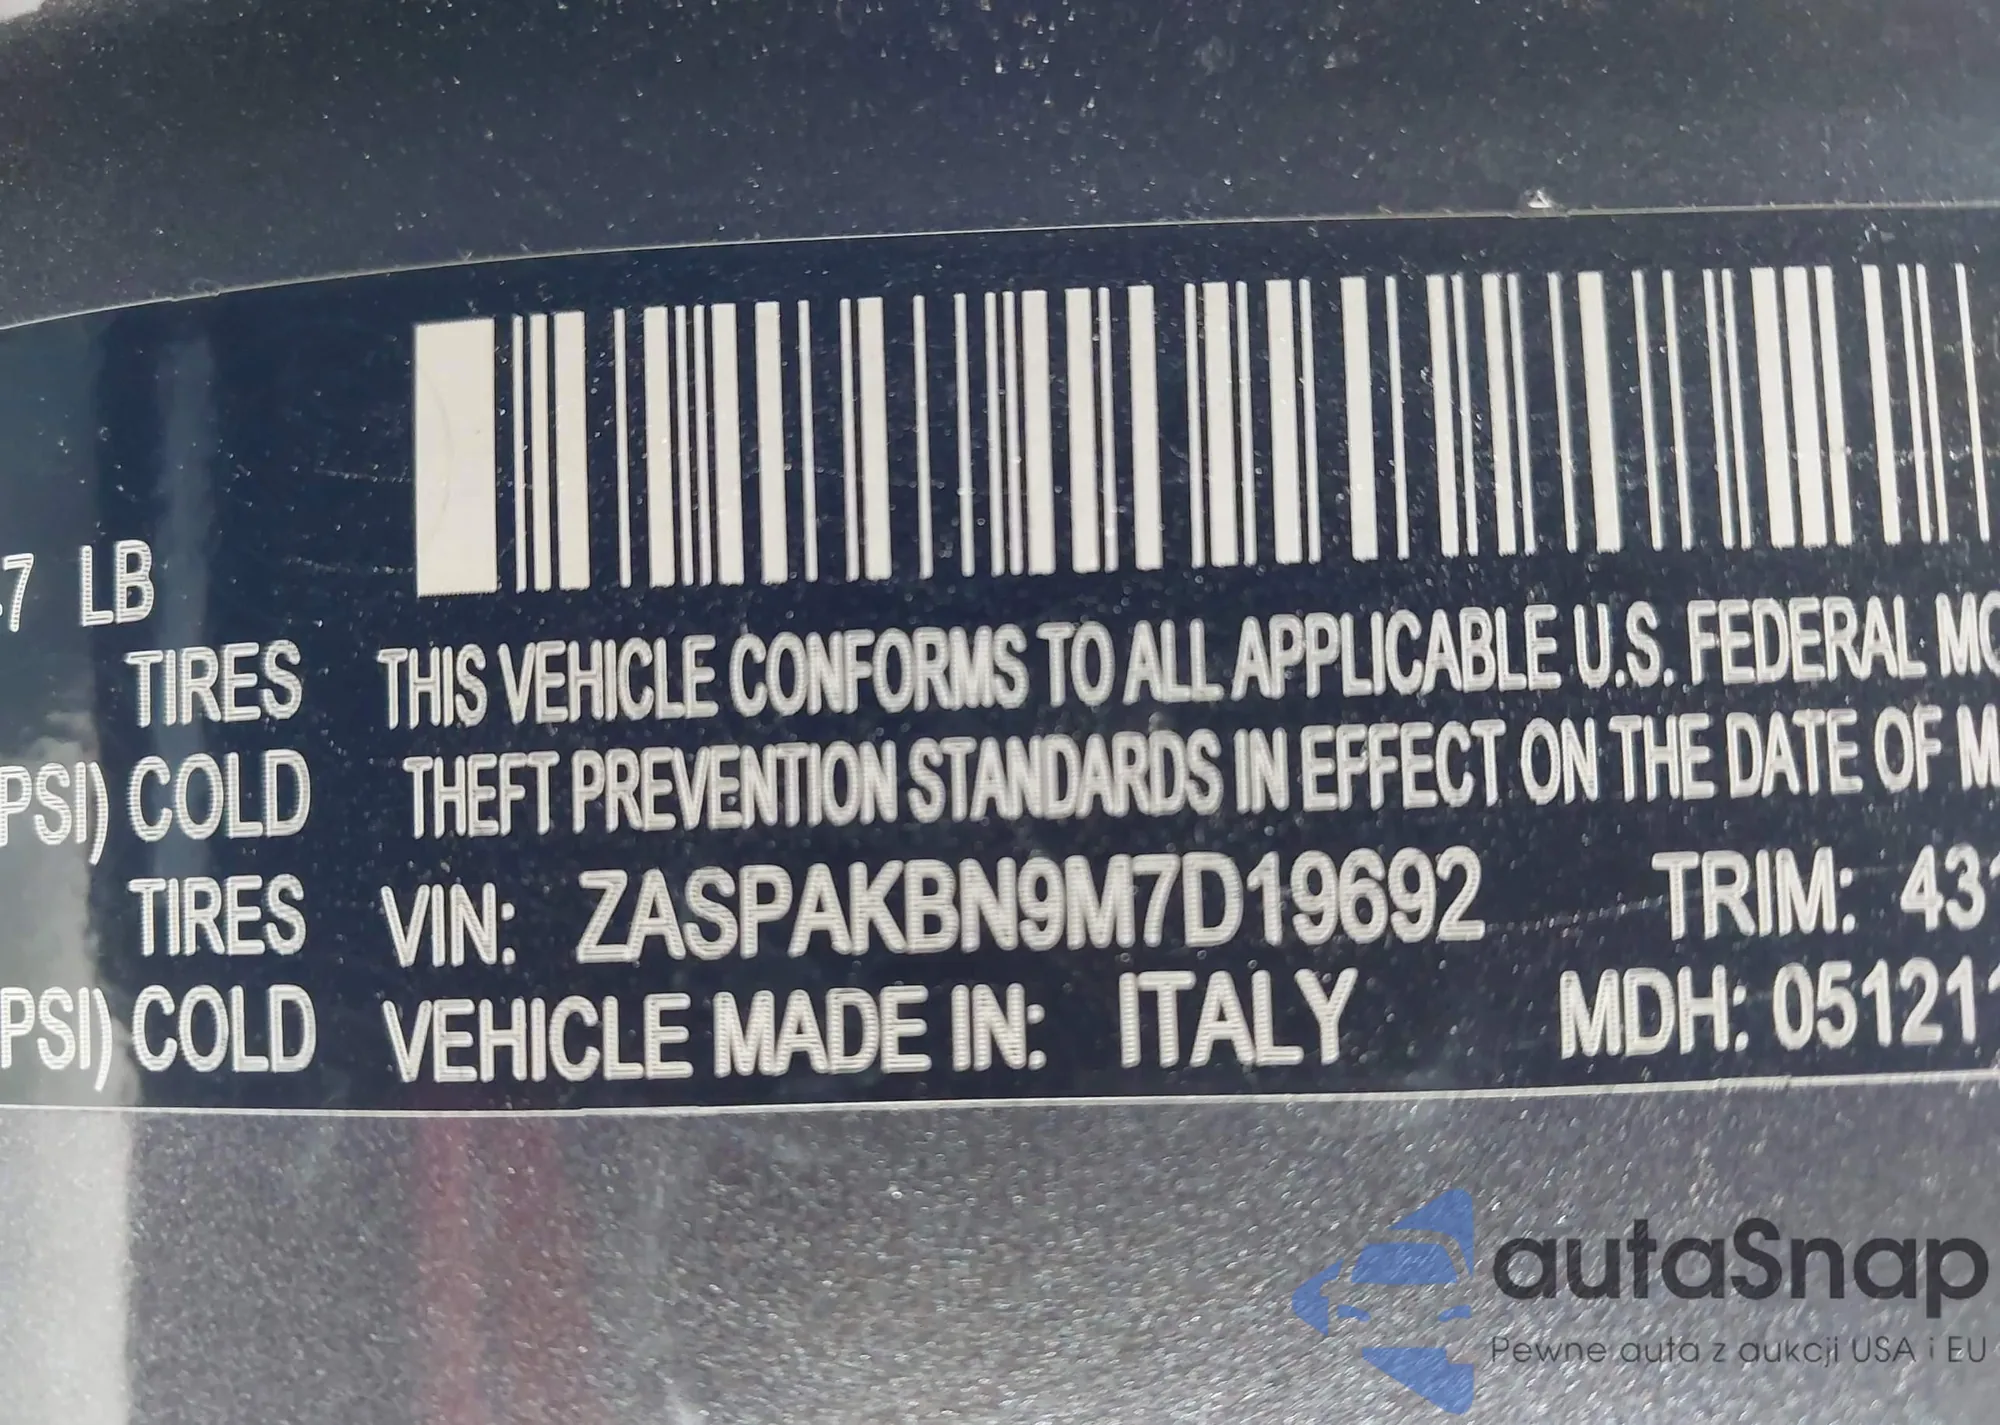 7 LB
TIRES THIS VEHICLE CONFORMS TO ALL APPLICABLE U.S. FEDERAL MO
PSI) COLD THEFT PREVENTION STANDARDS IN EFFECT ON THE DATE OF M
TIRES VIN: ZASPAKBN9M7D19692 TRIM: 431
PSI) COLD VEHICLE MADE IN: ITALY MDH: 051211
autaSnap
Pewne auta z aukcji USA i EU